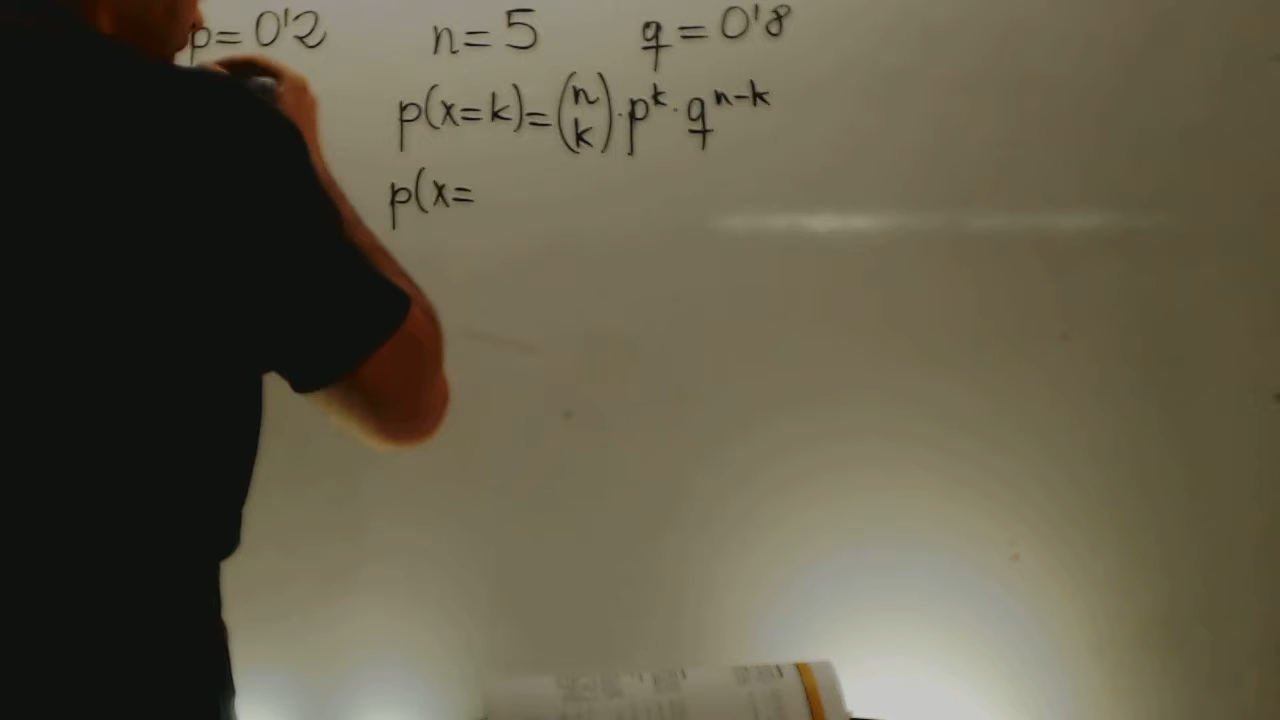 p=0'2 n=5 q=0'8
p(x=k)=(n k)·p^k·q^n-k
p(x=